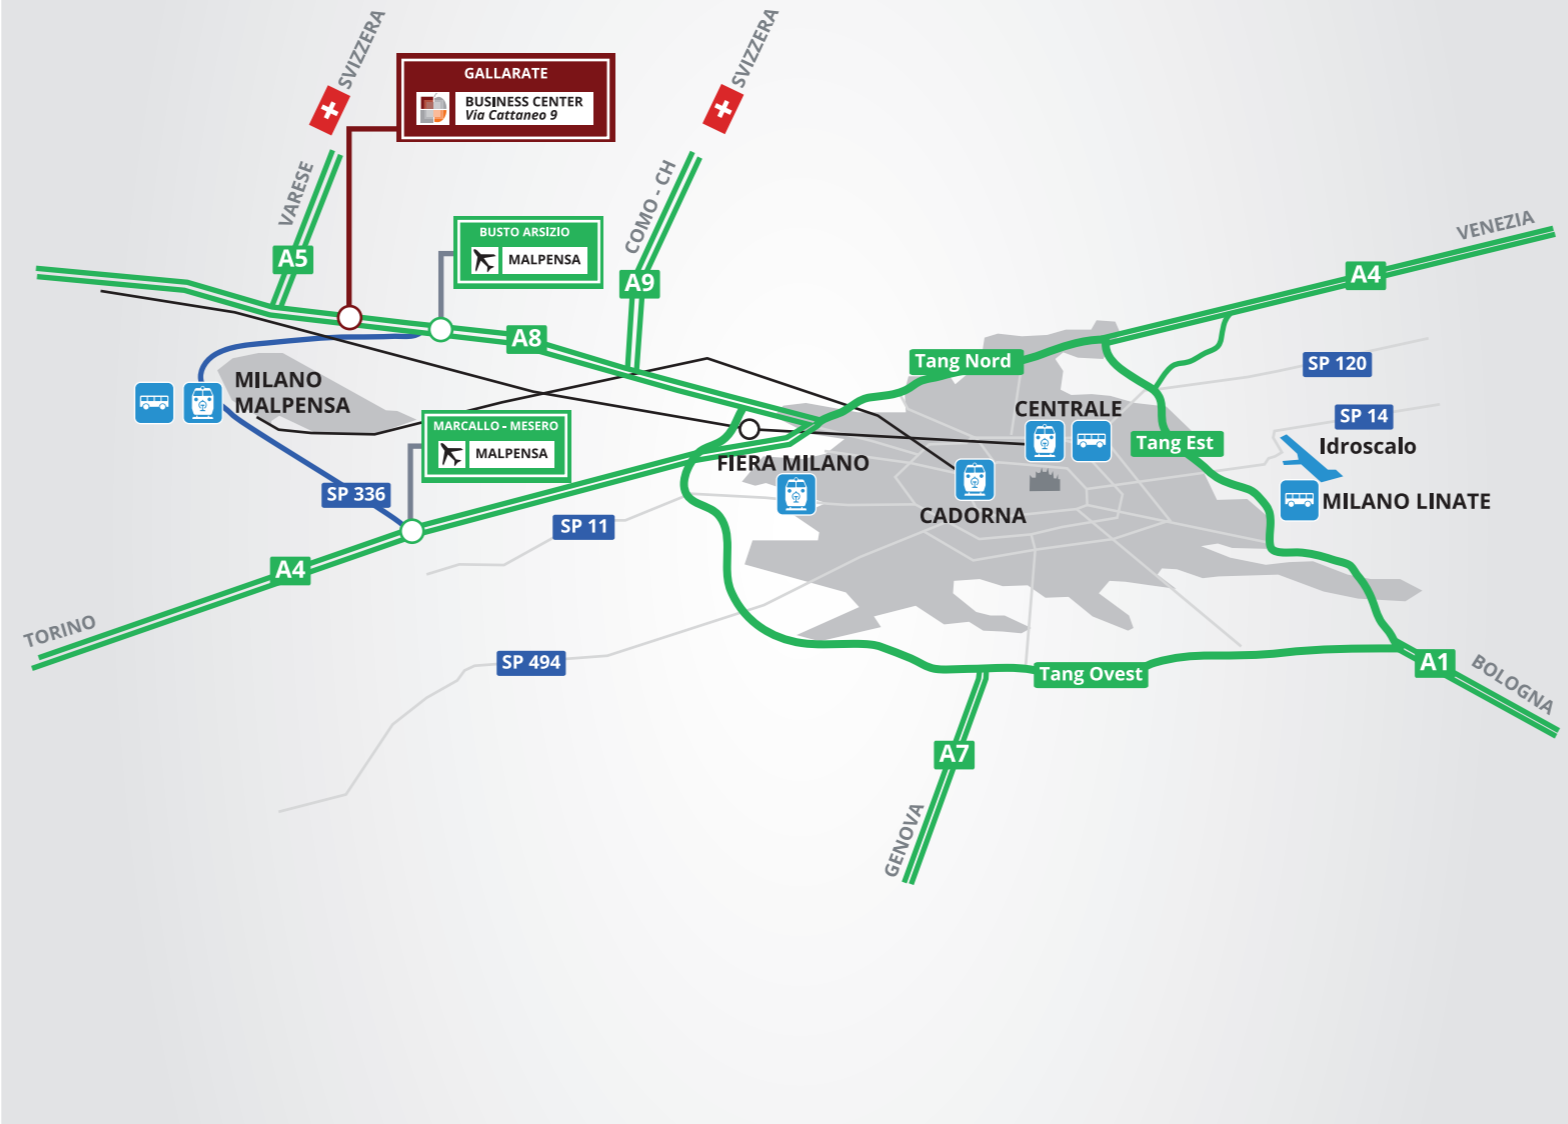 SVIZZERA
SVIZZERA
GALLARATE
BUSINESS CENTER
Via Cattaneo 9
VARESE
COMO - CH
BUSTO ARSIZIO
MALPENSA
VENEZIA
A5
A9
A4
A8
Tang Nord
SP 120
MILANO
MALPENSA
CENTRALE
SP 14
MARCALLO - MESERO
MALPENSA
Tang Est
Idroscalo
FIERA MILANO
SP 336
CADORNA
MILANO LINATE
SP 11
A4
TORINO
SP 494
Tang Ovest
A1
BOLOGNA
A7
GENOVA